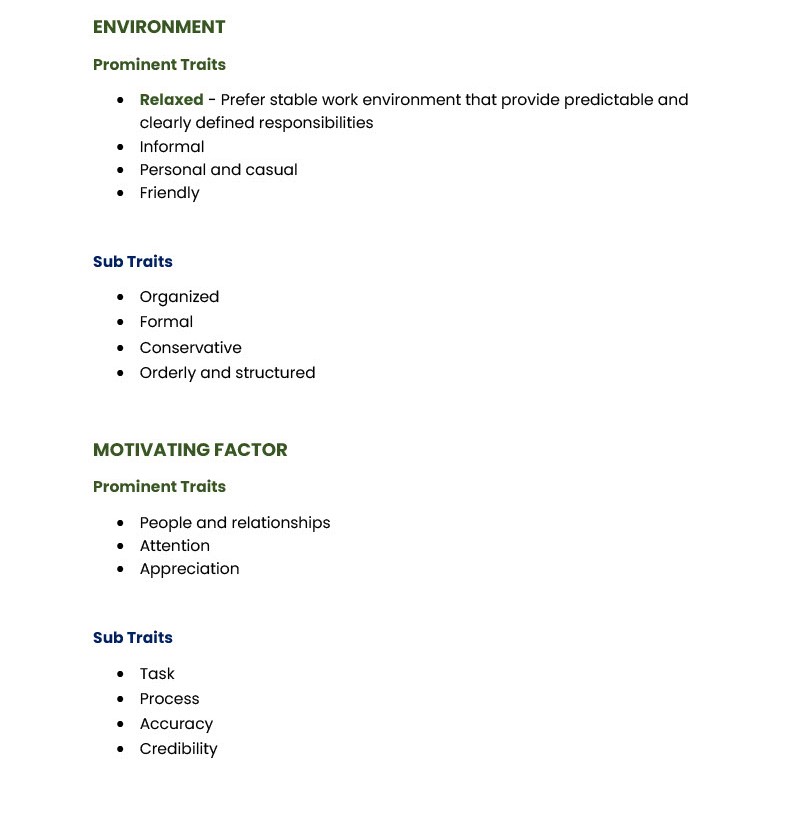 ENVIRONMENT
Prominent Traits
• Relaxed - Prefer stable work environment that provide predictable and
clearly defined responsibilities
• Informal
• Personal and casual
• Friendly
Sub Traits
• Organized
• Formal
• Conservative
• Orderly and structured
MOTIVATING FACTOR
Prominent Traits
• People and relationships
• Attention
• Appreciation
Sub Traits
• Task
• Process
• Accuracy
• Credibility